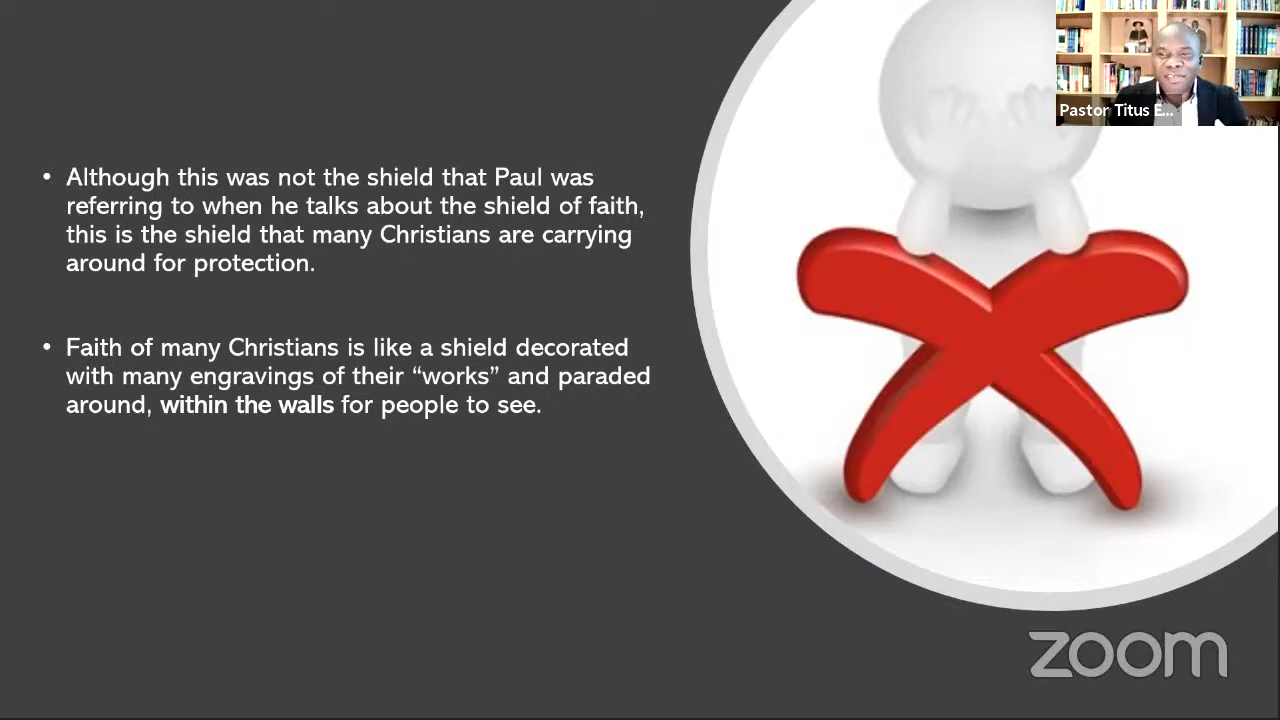 Pastor Titus E...
• Although this was not the shield that Paul was
referring to when he talks about the shield of faith,
this is the shield that many Christians are carrying
around for protection.
• Faith of many Christians is like a shield decorated
with many engravings of their “works” and paraded
around, within the walls for people to see.
zoom